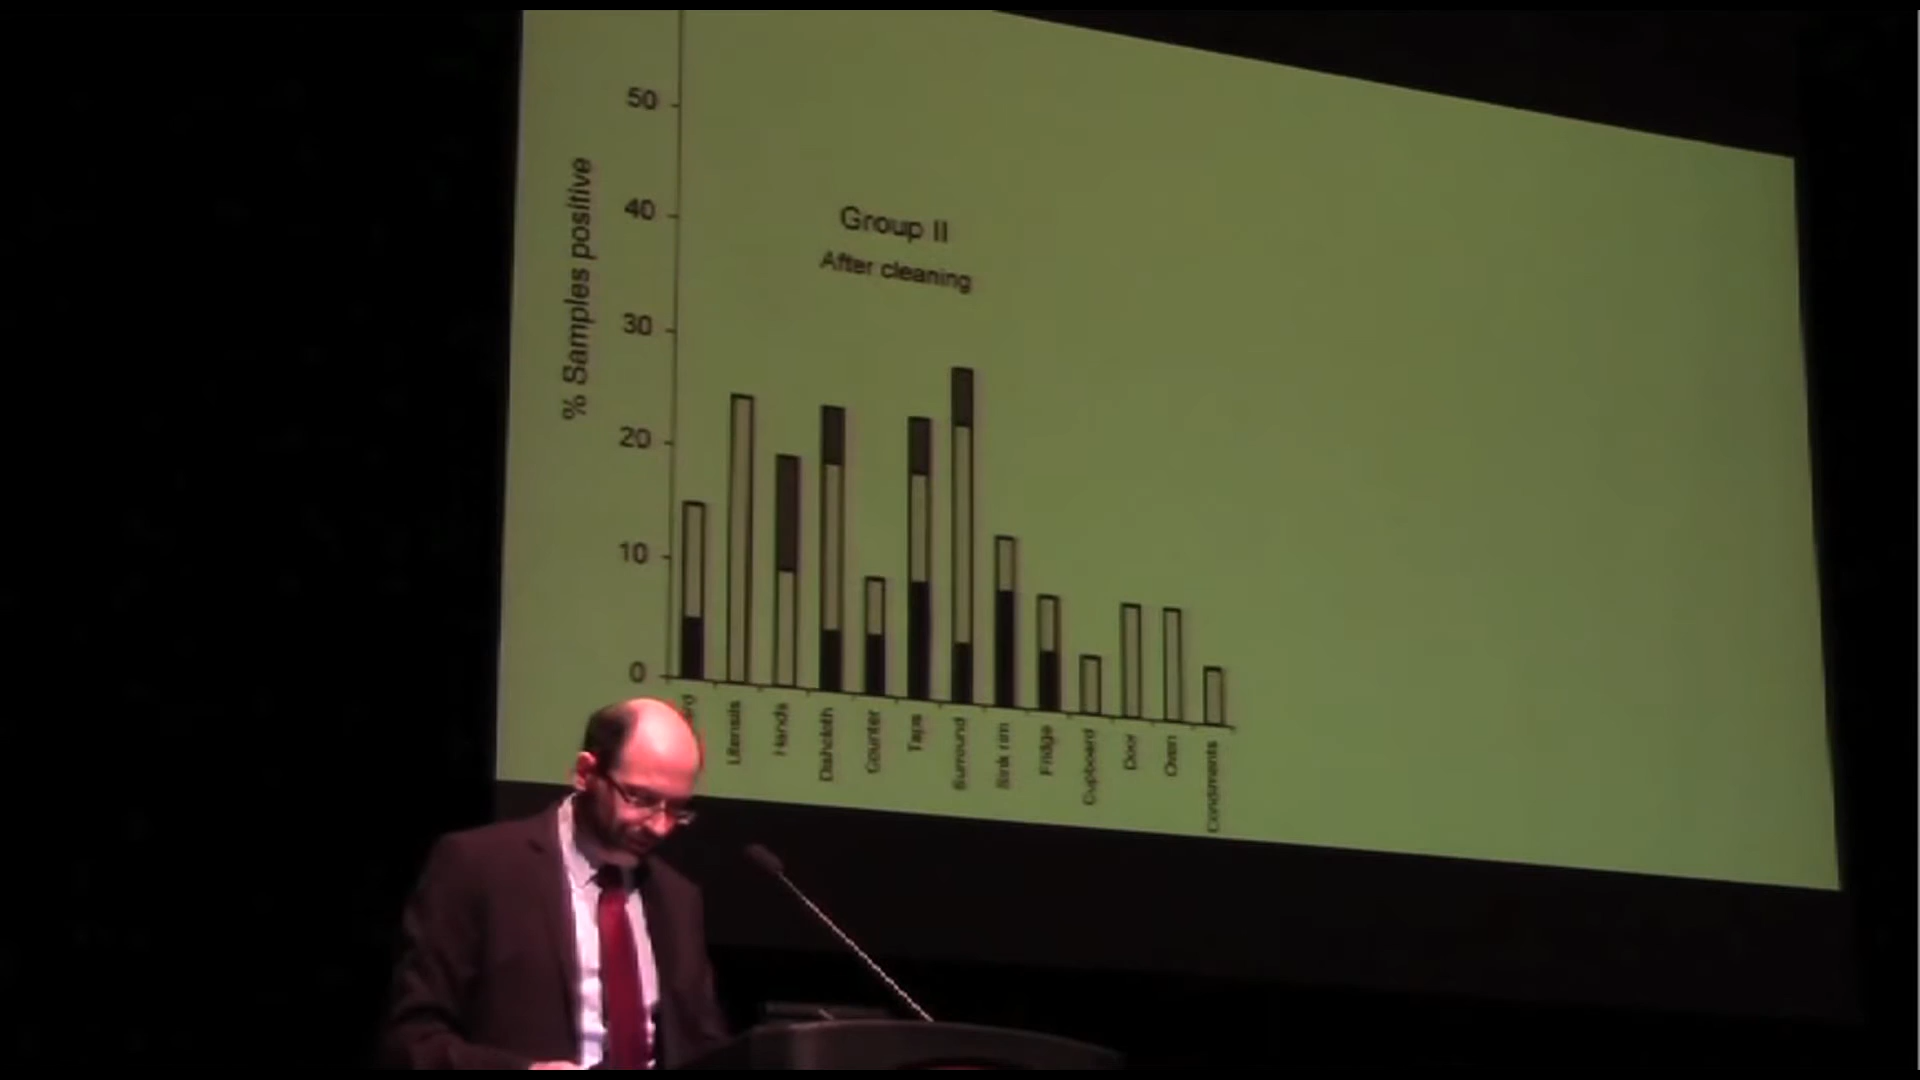 50
40
30
20
10
0
% Samples positive
Group II
After cleaning
Utensils
Hands
Dishcloth
Counter
Taps
Surround
Sink rim
Fridge
Cupboard
Door
Oven
Condiments